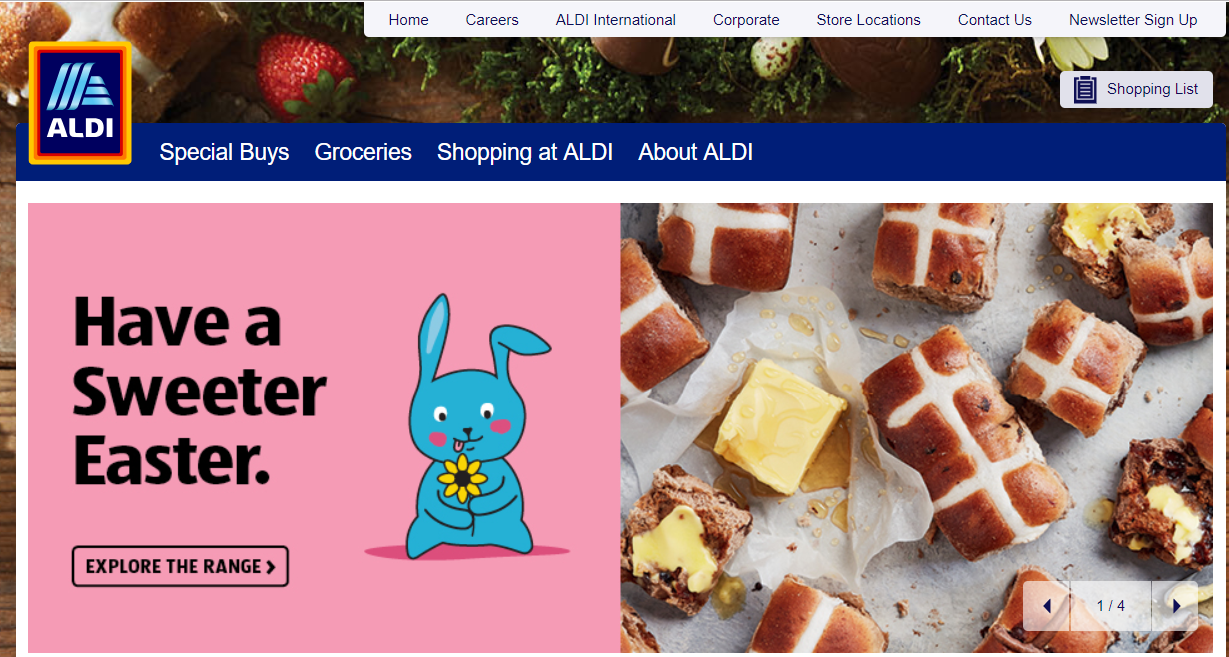 Home Careers ALDI International Corporate Store Locations Contact Us Newsletter Sign Up
Shopping List
ALDI
Special Buys Groceries Shopping at ALDI About ALDI
Have a
Sweeter
Easter.
EXPLORE THE RANGE >
1 / 4